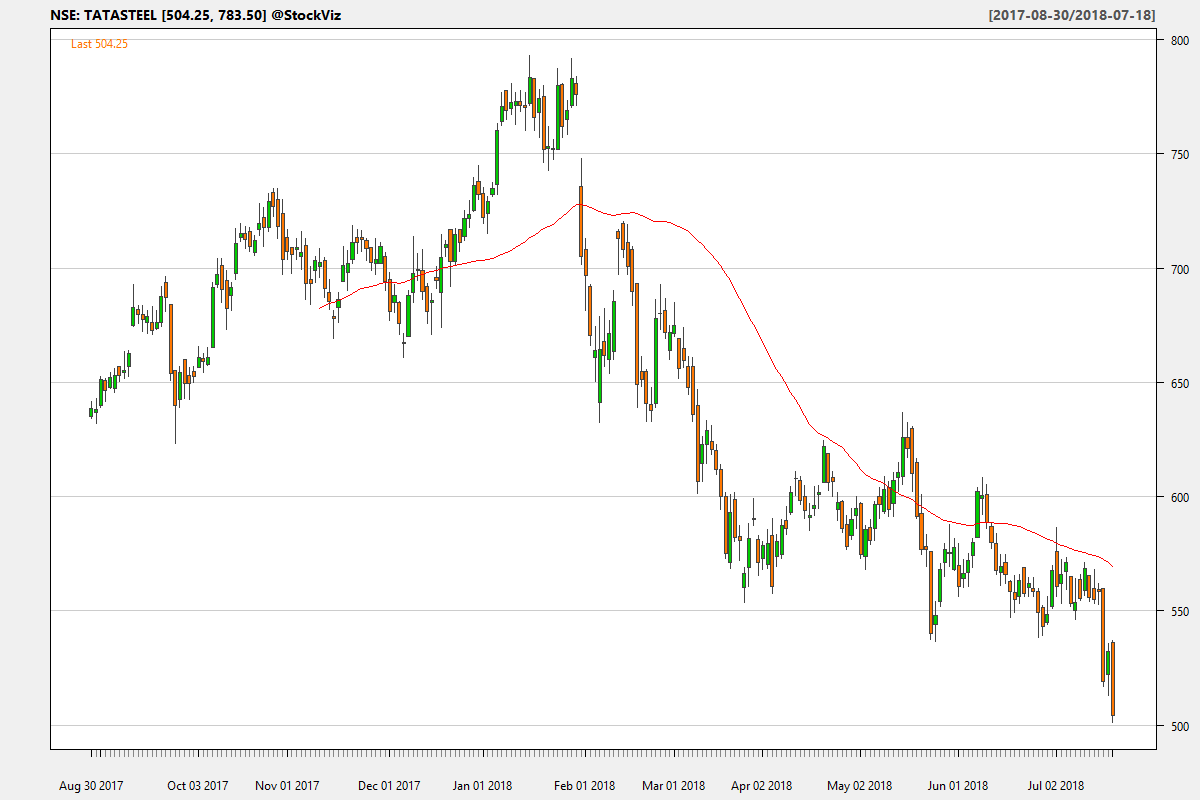 NSE: TATASTEEL [504.25, 783.50] @StockViz
[2017-08-30/2018-07-18]
Last 504.25
800
750
700
650
600
550
500
Aug 30 2017
Oct 03 2017
Nov 01 2017
Dec 01 2017
Jan 01 2018
Feb 01 2018
Mar 01 2018
Apr 02 2018
May 02 2018
Jun 01 2018
Jul 02 2018